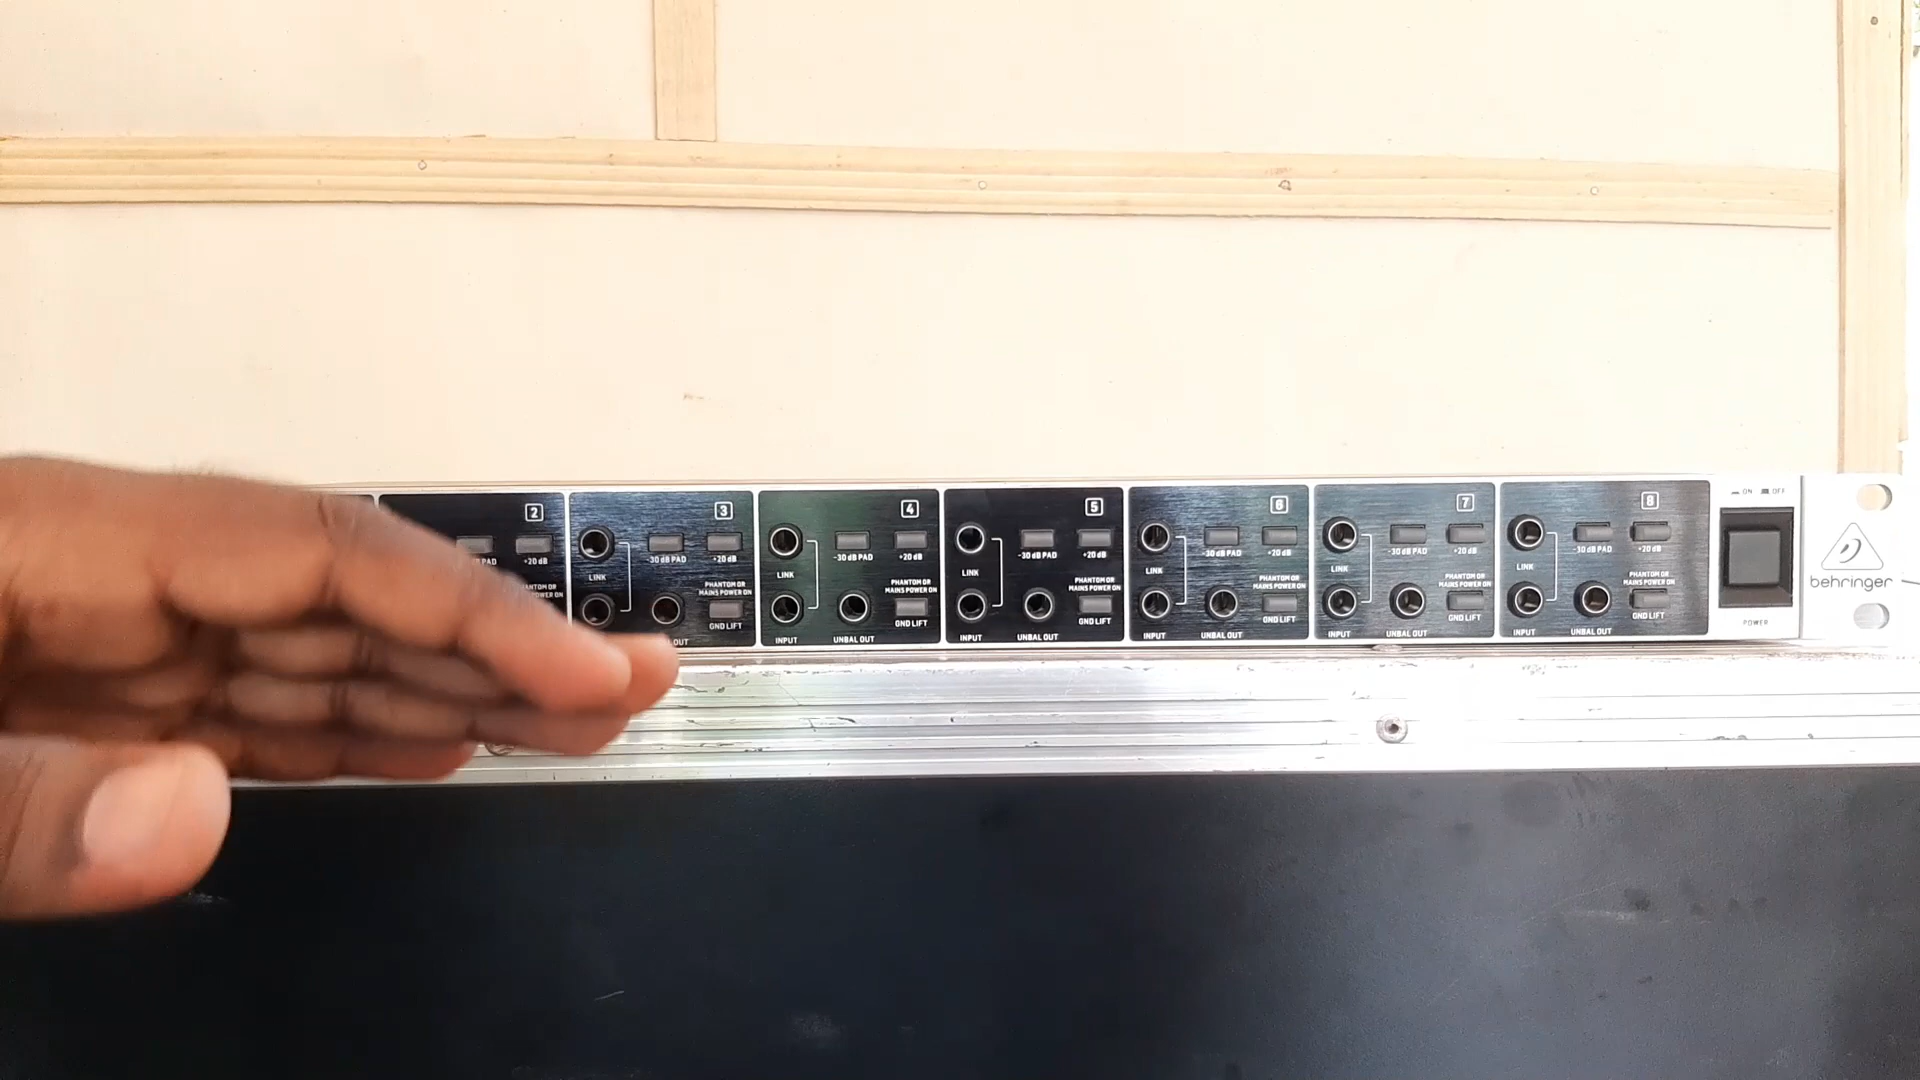 2
PAD +20 dB
POWER ON
3
-30 dB PAD +20 dB
LINK
PHANTOM OR
MAINS POWER ON
GND LIFT
OUT
4
-30 dB PAD +20 dB
LINK
PHANTOM OR
MAINS POWER ON
GND LIFT
INPUT UNBAL OUT
5
-30 dB PAD +20 dB
LINK
PHANTOM OR
MAINS POWER ON
GND LIFT
INPUT UNBAL OUT
6
-30 dB PAD +20 dB
LINK
PHANTOM OR
MAINS POWER ON
GND LIFT
INPUT UNBAL OUT
7
-30 dB PAD +20 dB
LINK
PHANTOM OR
MAINS POWER ON
GND LIFT
INPUT UNBAL OUT
8
-30 dB PAD +20 dB
LINK
PHANTOM OR
MAINS POWER ON
GND LIFT
INPUT UNBAL OUT
ON OFF
POWER
behringer